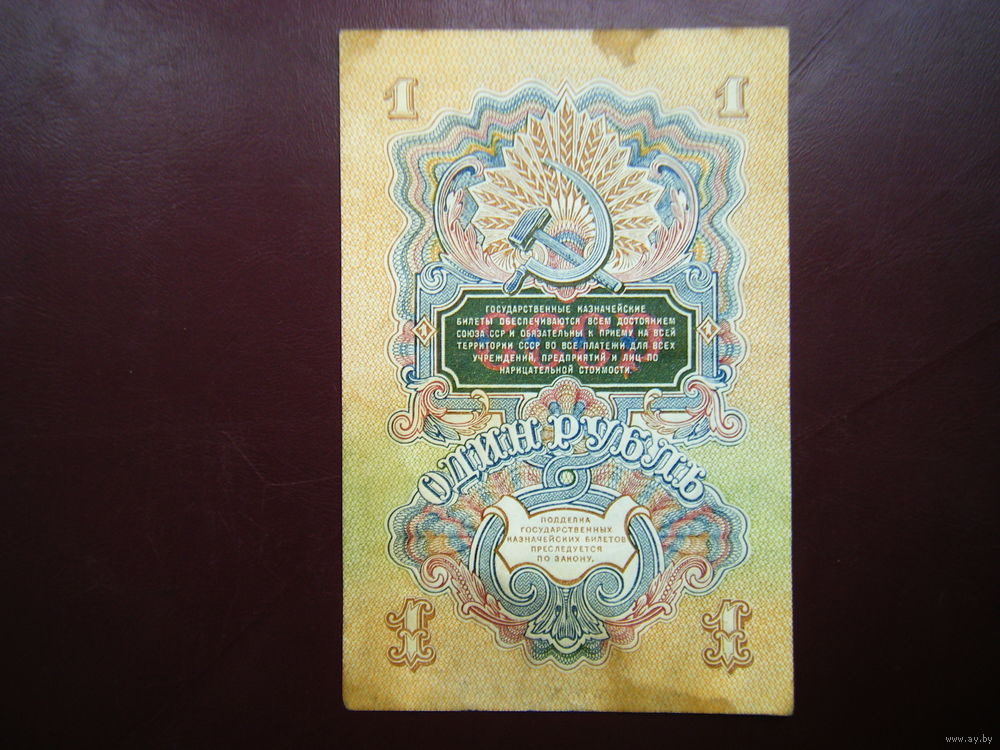 1 1
ГОСУДАРСТВЕННЫЕ КАЗНАЧЕЙСКИЕ
БИЛЕТЫ ОБЕСПЕЧИВАЮТСЯ ВСЕМ ДОСТОЯНИЕМ
СОЮЗА ССР И ОБЯЗАТЕЛЬНЫ К ПРИЕМУ НА ВСЕЙ
ТЕРРИТОРИИ СССР ВО ВСЕ ПЛАТЕЖИ ДЛЯ ВСЕХ
УЧРЕЖДЕНИЙ, ПРЕДПРИЯТИЙ И ЛИЦ ПО
НАРИЦАТЕЛЬНОЙ СТОИМОСТИ.
ОДИН РУБЛЬ
ПОДДЕЛКА
ГОСУДАРСТВЕННЫХ
КАЗНАЧЕЙСКИХ БИЛЕТОВ
ПРЕСЛЕДУЕТСЯ
ПО ЗАКОНУ.
1 1
www.ay.by